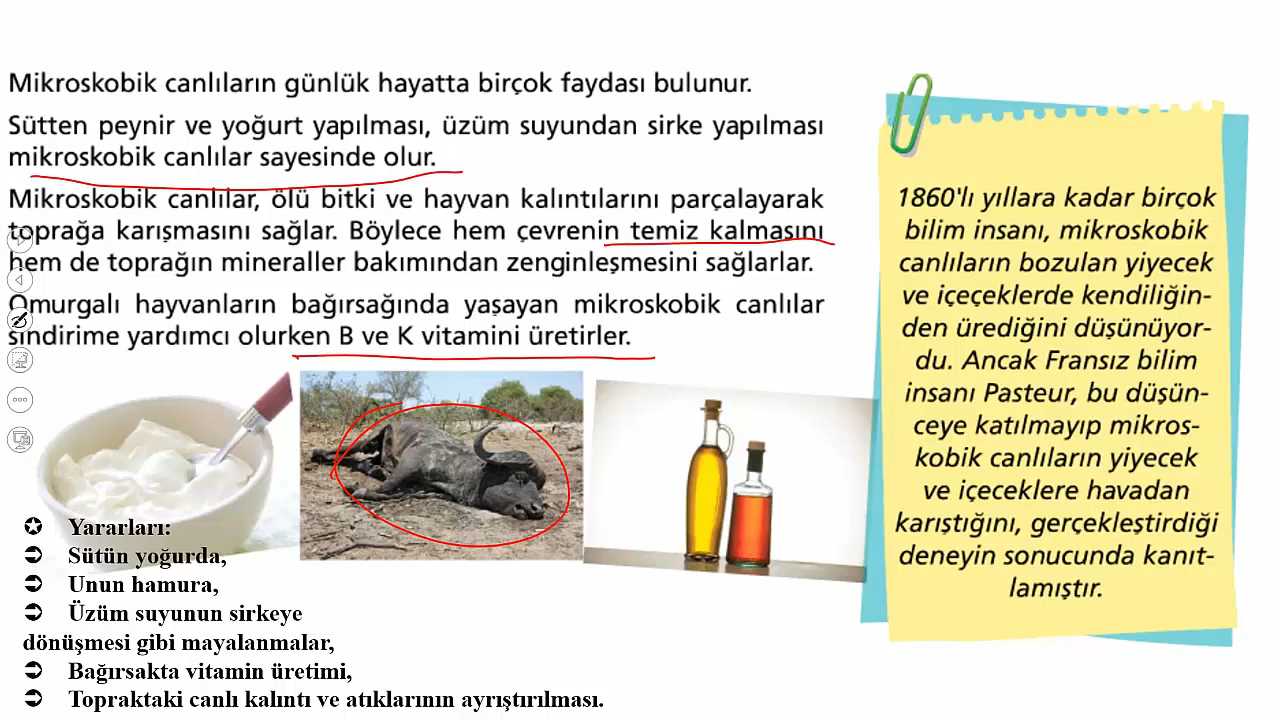 Mikroskobik canlıların günlük hayatta birçok faydası bulunur.
Sütten peynir ve yoğurt yapılması, üzüm suyundan sirke yapılması
mikroskobik canlılar sayesinde olur.
Mikroskobik canlılar, ölü bitki ve hayvan kalıntılarını parçalayarak
toprağa karışmasını sağlar. Böylece hem çevrenin temiz kalmasını
hem de toprağın mineraller bakımından zenginleşmesini sağlarlar.
Omurgalı hayvanların bağırsağında yaşayan mikroskobik canlılar
sindirime yardımcı olurken B ve K vitamini üretirler.
✪ Yararları:
➲ Sütün yoğurda,
➲ Unun hamura,
➲ Üzüm suyunun sirkeye
dönüşmesi gibi mayalanmalar,
➲ Bağırsakta vitamin üretimi,
➲ Topraktaki canlı kalıntı ve atıklarının ayrıştırılması.
1860'lı yıllara kadar birçok
bilim insanı, mikroskobik
canlıların bozulan yiyecek
ve içeçeklerde kendiliğin-
den ürediğini düşünüyor-
du. Ancak Fransız bilim
insanı Pasteur, bu düşün-
ceye katılmayıp mikros-
kobik canlıların yiyecek
ve içeceklere havadan
karıştığını, gerçekleştirdiği
deneyin sonucunda kanıt-
lamıştır.